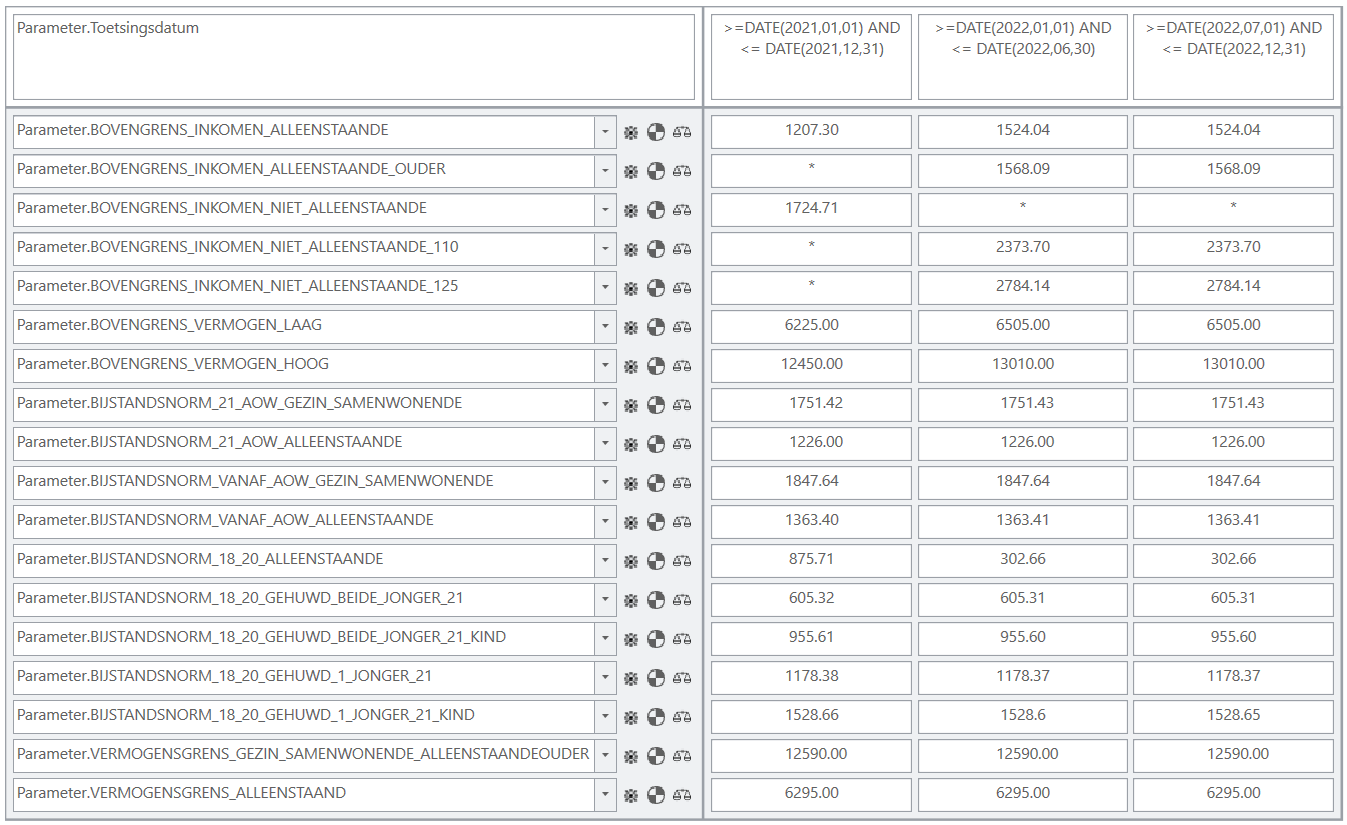 Parameter.Toetsingsdatum >=DATE(2021,01,01) AND >=DATE(2022,01,01) AND >=DATE(2022,07,01) AND
<= DATE(2021,12,31) <= DATE(2022,06,30) <= DATE(2022,12,31)
Parameter.BOVENGRENS_INKOMEN_ALLEENSTAANDE 1207.30 1524.04 1524.04
Parameter.BOVENGRENS_INKOMEN_ALLEENSTAANDE_OUDER * 1568.09 1568.09
Parameter.BOVENGRENS_INKOMEN_NIET_ALLEENSTAANDE 1724.71 * *
Parameter.BOVENGRENS_INKOMEN_NIET_ALLEENSTAANDE_110 * 2373.70 2373.70
Parameter.BOVENGRENS_INKOMEN_NIET_ALLEENSTAANDE_125 * 2784.14 2784.14
Parameter.BOVENGRENS_VERMOGEN_LAAG 6225.00 6505.00 6505.00
Parameter.BOVENGRENS_VERMOGEN_HOOG 12450.00 13010.00 13010.00
Parameter.BIJSTANDSNORM_21_AOW_GEZIN_SAMENWONENDE 1751.42 1751.43 1751.43
Parameter.BIJSTANDSNORM_21_AOW_ALLEENSTAANDE 1226.00 1226.00 1226.00
Parameter.BIJSTANDSNORM_VANAF_AOW_GEZIN_SAMENWONENDE 1847.64 1847.64 1847.64
Parameter.BIJSTANDSNORM_VANAF_AOW_ALLEENSTAANDE 1363.40 1363.41 1363.41
Parameter.BIJSTANDSNORM_18_20_ALLEENSTAANDE 875.71 302.66 302.66
Parameter.BIJSTANDSNORM_18_20_GEHUWD_BEIDE_JONGER_21 605.32 605.31 605.31
Parameter.BIJSTANDSNORM_18_20_GEHUWD_BEIDE_JONGER_21_KIND 955.61 955.60 955.60
Parameter.BIJSTANDSNORM_18_20_GEHUWD_1_JONGER_21 1178.38 1178.37 1178.37
Parameter.BIJSTANDSNORM_18_20_GEHUWD_1_JONGER_21_KIND 1528.66 1528.6 1528.65
Parameter.VERMOGENSGRENS_GEZIN_SAMENWONENDE_ALLEENSTAANDEOUDER 12590.00 12590.00 12590.00
Parameter.VERMOGENSGRENS_ALLEENSTAAND 6295.00 6295.00 6295.00